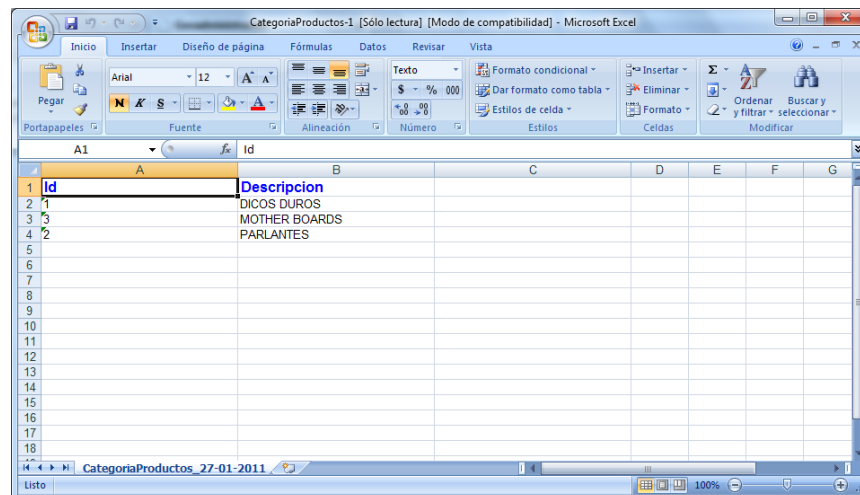 CategoriaProductos-1 [Sólo lectura] [Modo de compatibilidad] - Microsoft Excel
Inicio Insertar Diseño de página Fórmulas Datos Revisar Vista
Pegar
Arial 12
N K S
A A
A
Texto
$ % 000
Formato condicional
Dar formato como tabla
Estilos de celda
Insertar
Eliminar
Formato
Σ
Ordenar y filtrar
Buscar y seleccionar
Portapapeles Fuente Alineación Número Estilos Celdas Modificar
A1 fx Id
A B C D E F G
1 Id Descripcion
2 1 DICOS DUROS
3 3 MOTHER BOARDS
4 2 PARLANTES
5
6
7
8
9
10
11
12
13
14
15
16
17
18
CategoriaProductos_27-01-2011
Listo 100%